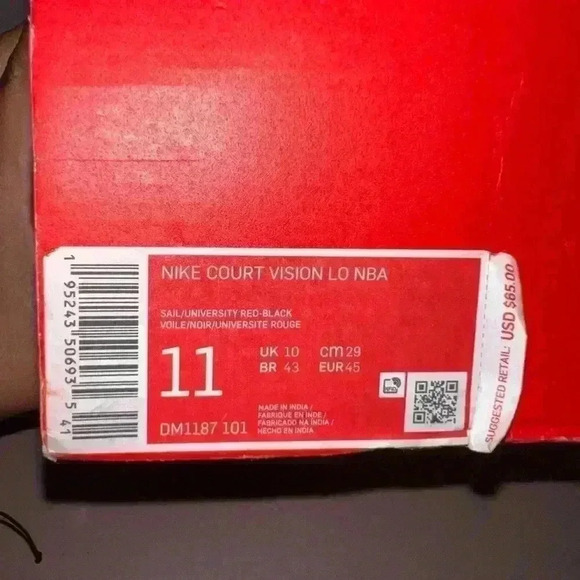 NIKE COURT VISION LO NBA
SAIL/UNIVERSITY RED-BLACK
VOILE/NOIR/UNIVERSITE ROUGE
11
UK 10 cm 29
BR 43 EUR 45
DM1187 101
MADE IN INDIA /
FABRIQUE EN INDE /
FABRICADO NA ÍNDIA /
HECHO EN INDIA
1 95243 50693 5 41
SUGGESTED RETAIL: USD $65.00